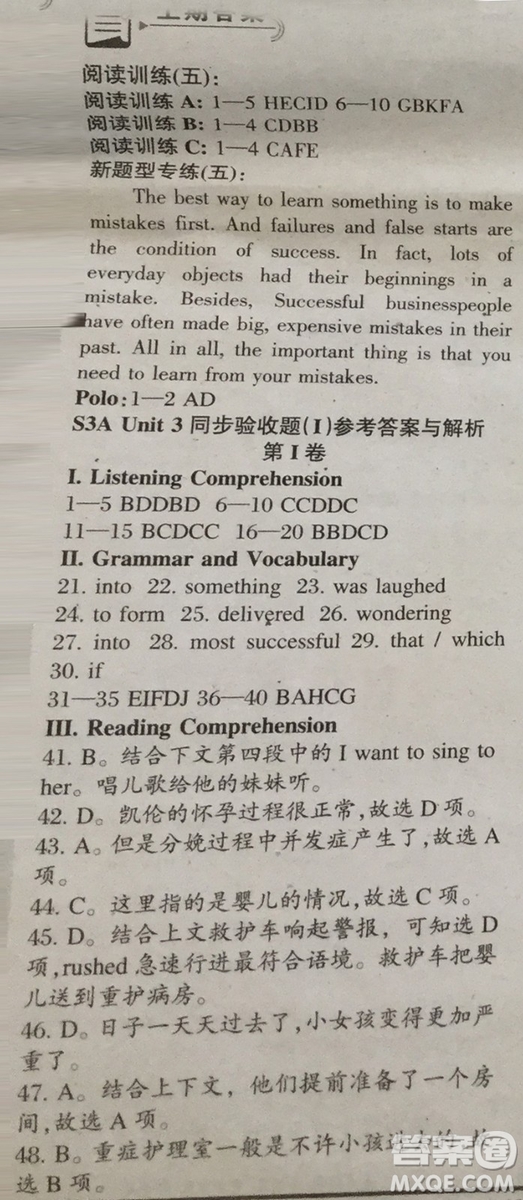 上期答案
阅读训练(五):
阅读训练 A: 1—5 HECID 6—10 GBKFA
阅读训练 B: 1—4 CDBB
阅读训练 C: 1—4 CAFE
新题型专练(五):
The best way to learn something is to make
mistakes first. And failures and false starts are
the condition of success. In fact, lots of
everyday objects had their beginnings in a
mistake. Besides, Successful businesspeople
have often made big, expensive mistakes in their
past. All in all, the important thing is that you
need to learn from your mistakes.
Polo: 1—2 AD
S3A Unit 3 同步验收题(I)参考答案与解析
第 I 卷
I. Listening Comprehension
1—5 BDDBD 6—10 CCDDC
11—15 BCDCC 16—20 BBDCD
II. Grammar and Vocabulary
21. into 22. something 23. was laughed
24. to form 25. delivered 26. wondering
27. into 28. most successful 29. that / which
30. if
31—35 EIFDJ 36—40 BAHCG
III. Reading Comprehension
41. B。结合下文第四段中的 I want to sing to
her。唱儿歌给他的妹妹听。
42. D。凯伦的怀孕过程很正常,故选 D 项。
43. A。但是分娩过程中并发症产生了,故选 A
项。
44. C。这里指的是婴儿的情况,故选 C 项。
45. D。结合上文救护车响起警报，可知选 D
项,rushed 急速行进最符合语境。救护车把婴
儿送到重护病房。
46. D。日子一天天过去了,小女孩变得更加严
重了。
47. A。结合上下文，他们提前准备了一个房
间,故选 A 项。
48. B。重症护理室一般是不许小孩进去的,故
选 B 项。
答案圈